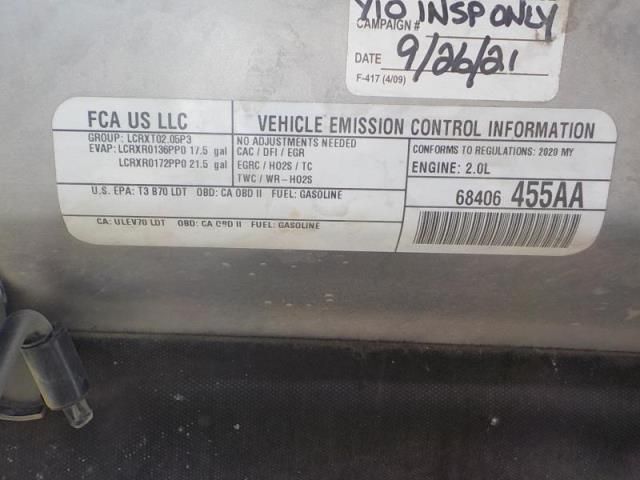 Y10 INSP ONLY
CAMPAIGN #
DATE 9/26/21
F-417 (4/09)
FCA US LLC
GROUP: LCRXT02.05P3
EVAP: LCRXR0136PP0 17.5 gal
LCRXR0172PP0 21.5 gal
U.S. EPA: T3 B70 LDT OBD: CA OBD II FUEL: GASOLINE
CA: ULEV70 LDT OBD: CA OBD II FUEL: GASOLINE
VEHICLE EMISSION CONTROL INFORMATION
NO ADJUSTMENTS NEEDED
CAC / DFI / EGR
EGRC / HO2S / TC
TWC / WR-HO2S
CONFORMS TO REGULATIONS: 2020 MY
ENGINE: 2.0L
68406 455AA